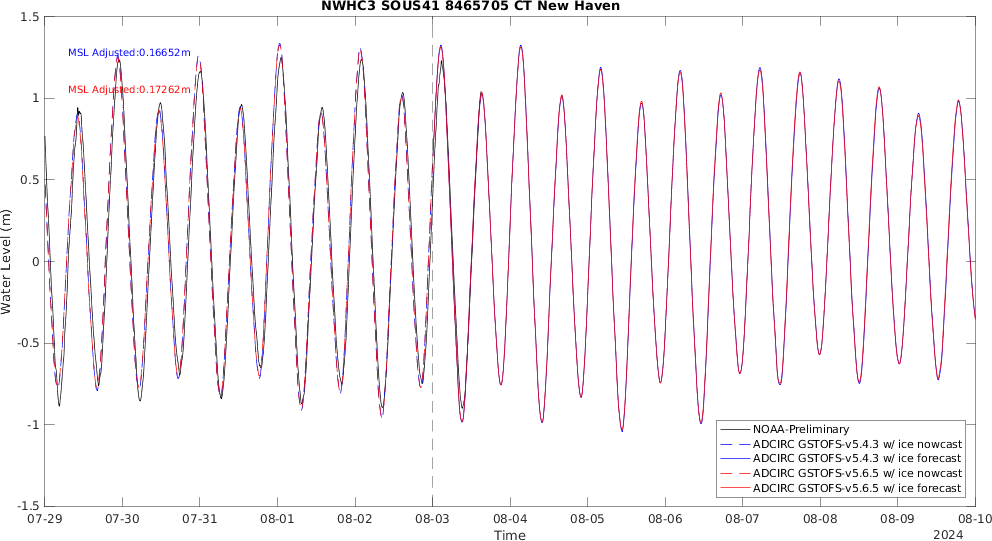 NWHC3 SOUS41 8465705 CT New Haven
MSL Adjusted:0.16652m
MSL Adjusted:0.17262m
1.5
1
0.5
0
-0.5
-1
-1.5
Water Level (m)
NOAA-Preliminary
ADCIRC GSTOFS-v5.4.3 w/ ice nowcast
ADCIRC GSTOFS-v5.4.3 w/ ice forecast
ADCIRC GSTOFS-v5.6.5 w/ ice nowcast
ADCIRC GSTOFS-v5.6.5 w/ ice forecast
07-29 07-30 07-31 08-01 08-02 08-03 08-04 08-05 08-06 08-07 08-08 08-09 08-10
Time
2024